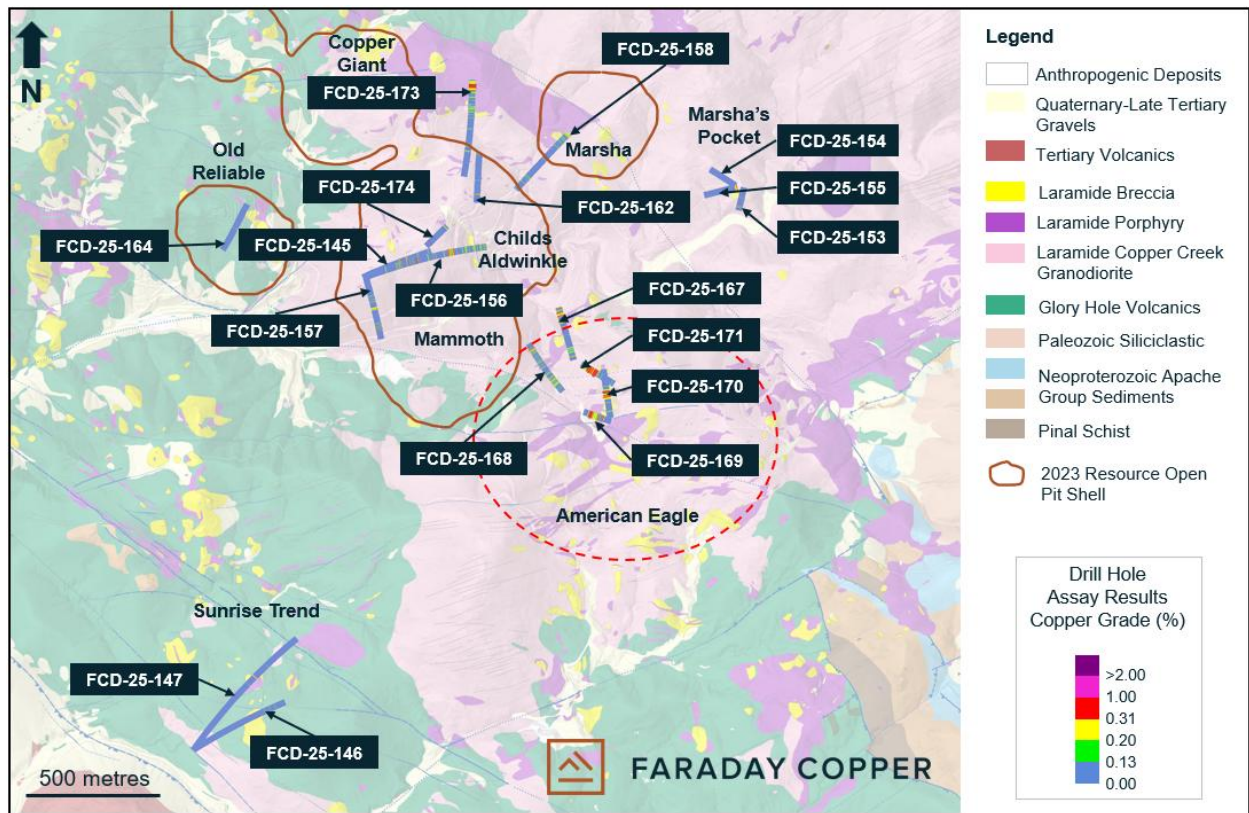 N
Copper
Giant
FCD-25-158
FCD-25-173
Marsha's
Pocket
FCD-25-154
Marsha
Old
Reliable
FCD-25-174
FCD-25-155
FCD-25-162
FCD-25-153
FCD-25-164
FCD-25-145
Childs
Aldwinkle
FCD-25-156
FCD-25-167
FCD-25-157
Mammoth
FCD-25-171
FCD-25-170
FCD-25-168
FCD-25-169
American Eagle
Sunrise Trend
FCD-25-147
FCD-25-146
500 metres
FARADAY COPPER
Legend
Anthropogenic Deposits
Quaternary-Late Tertiary
Gravels
Tertiary Volcanics
Laramide Breccia
Laramide Porphyry
Laramide Copper Creek
Granodiorite
Glory Hole Volcanics
Paleozoic Siliciclastic
Neoproterozoic Apache
Group Sediments
Pinal Schist
2023 Resource Open
Pit Shell
Drill Hole
Assay Results
Copper Grade (%)
>2.00
1.00
0.31
0.20
0.13
0.00